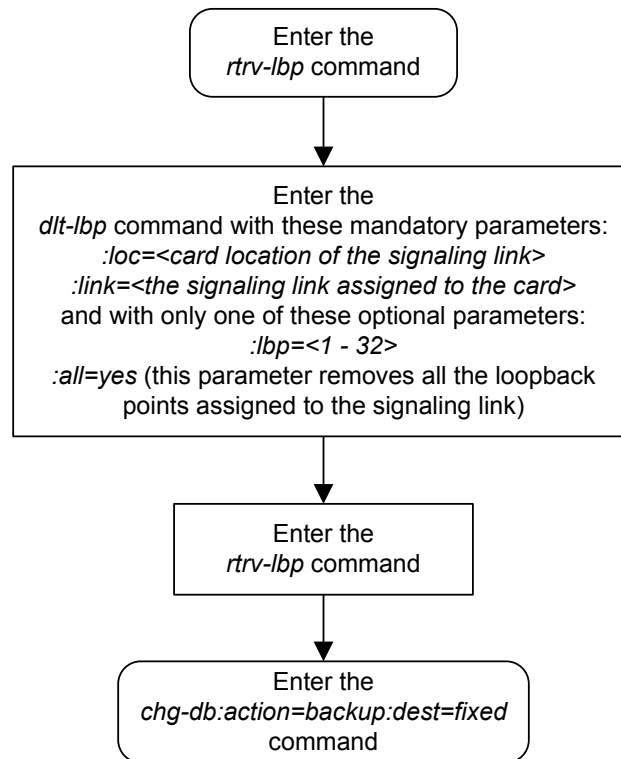 Enter the
rtrv-lbp command
Enter the
dlt-lbp command with these mandatory parameters:
:loc=<card location of the signaling link>
:link=<the signaling link assigned to the card>
and with only one of these optional parameters:
:lbp=<1 - 32>
:all=yes (this parameter removes all the loopback
points assigned to the signaling link)
Enter the
rtrv-lbp command
Enter the
chg-db:action=backup:dest=fixed
command